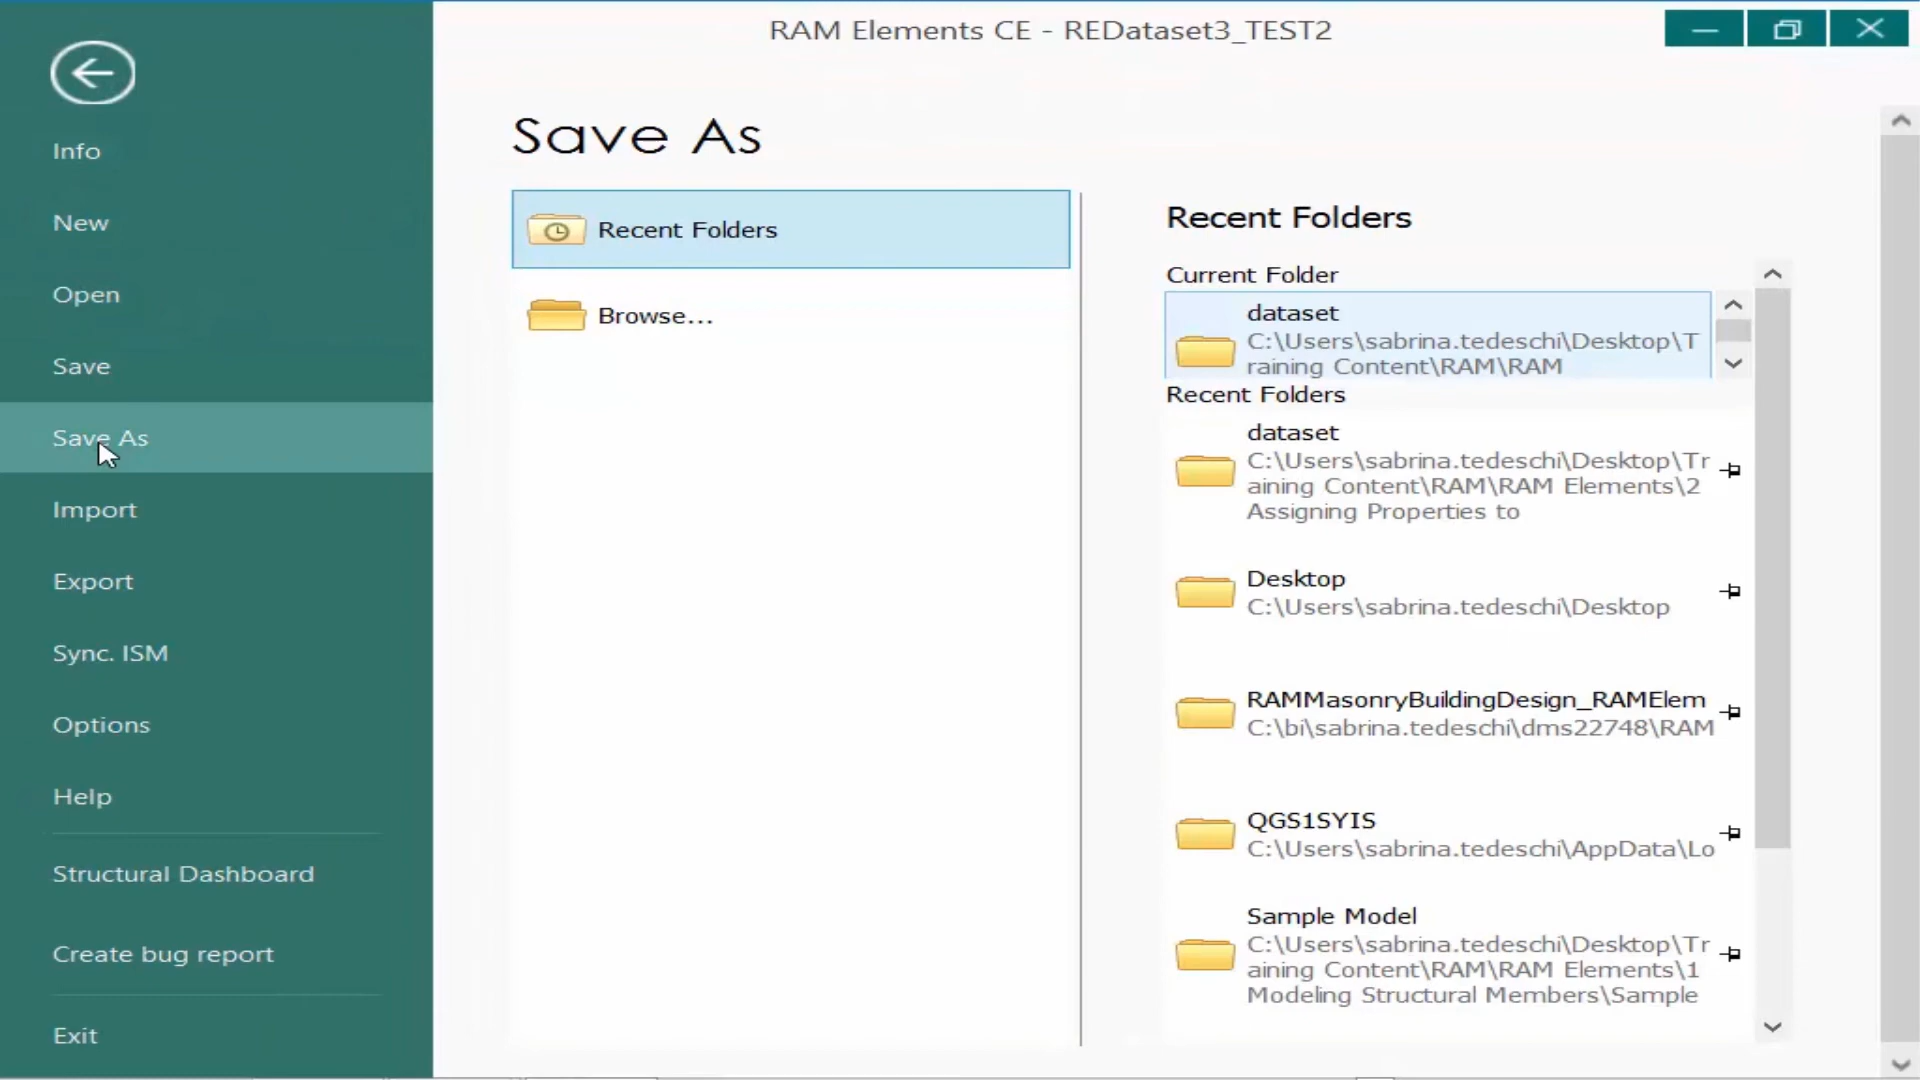 RAM Elements CE - REDataset3_TEST2
Info
New
Open
Save
Save As
Import
Export
Sync. ISM
Options
Help
Structural Dashboard
Create bug report
Exit
Save As
Recent Folders
Browse...
Recent Folders
Current Folder
dataset
C:\Users\sabrina.tedeschi\Desktop\T
raining Content\RAM\RAM
Recent Folders
dataset
C:\Users\sabrina.tedeschi\Desktop\Tr
aining Content\RAM\RAM Elements\2
Assigning Properties to
Desktop
C:\Users\sabrina.tedeschi\Desktop
RAMMasonryBuildingDesign_RAMElem
C:\bi\sabrina.tedeschi\dms22748\RAM
QGS1SYIS
C:\Users\sabrina.tedeschi\AppData\Lo
Sample Model
C:\Users\sabrina.tedeschi\Desktop\Tr
aining Content\RAM\RAM Elements\1
Modeling Structural Members\Sample